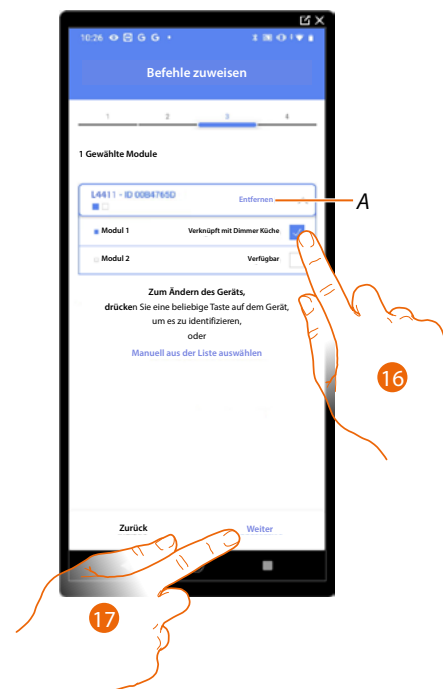 10:26 G G
Befehle zuweisen
1 2 3 4
1 Gewählte Module
L4411 - ID 00B4765D
Entfernen
A
Modul 1 Verknüpft mit Dimmer Küche
Modul 2 Verfügbar
Zum Ändern des Geräts,
drücken Sie eine beliebige Taste auf dem Gerät,
um es zu identifizieren,
oder
Manuell aus der Liste auswählen
16
Zurück Weiter
17